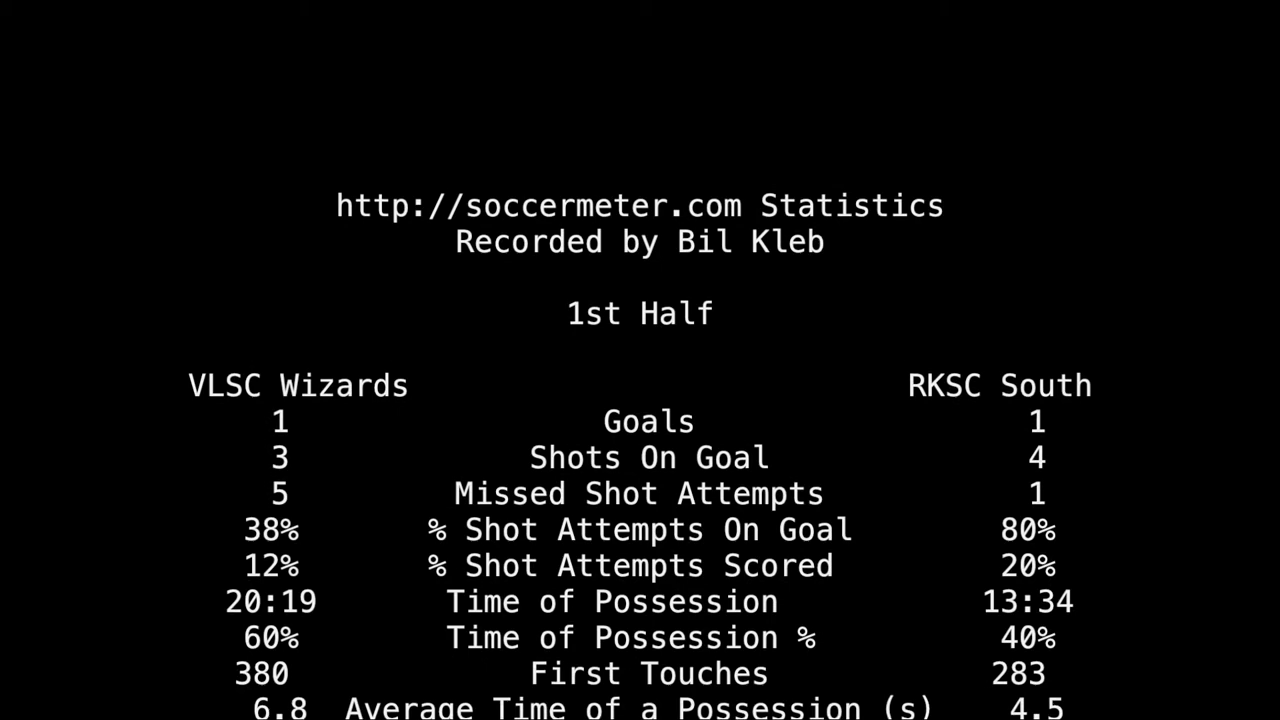 http://soccermeter.com Statistics
Recorded by Bil Kleb
1st Half
VLSC Wizards RKSC South
1 Goals 1
3 Shots On Goal 4
5 Missed Shot Attempts 1
38% % Shot Attempts On Goal 80%
12% % Shot Attempts Scored 20%
20:19 Time of Possession 13:34
60% Time of Possession % 40%
380 First Touches 283
6.8 Average Time of a Possession (s) 4.5